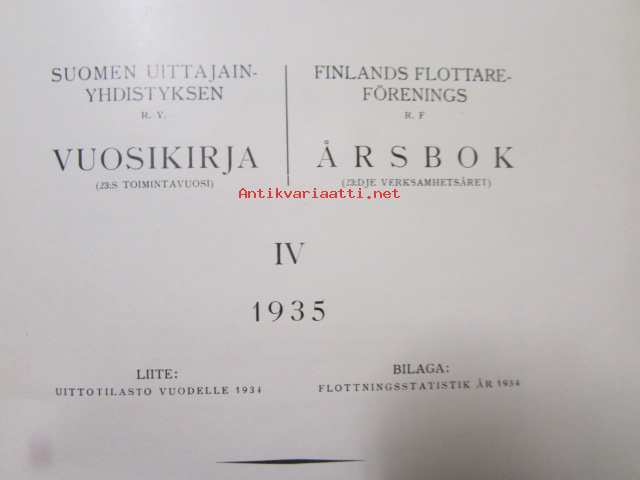 SUOMEN UITTAJAIN-
YHDISTYKSEN
R. Y.
VUOSIKIRJA
(23:S TOIMINTAVUOSI)
FINLANDS FLOTTARE-
FÖRENINGS
R. F
ÅRSBOK
(23:DJE VERKSAMHETSÅRET)
Antikvariaatti.net
IV
1935
LIITE:
UITTOTILASTO VUODELLE 1934
BILAGA:
FLOTTNINGSSTATISTIK ÅR 1934